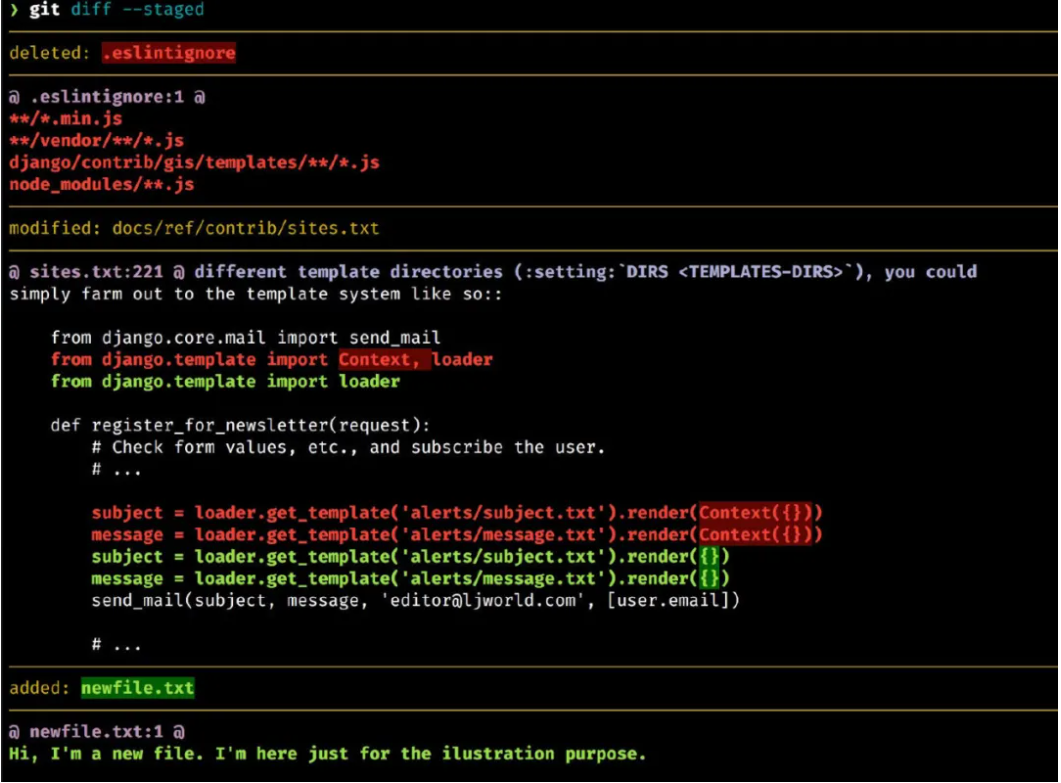 ❯ git diff --staged
deleted: .eslintignore
@ .eslintignore:1 @
**/*.min.js
**/vendor/**/*.js
django/contrib/gis/templates/**/*.js
node_modules/**.js
modified: docs/ref/contrib/sites.txt
@ sites.txt:221 @ different template directories (:setting:`DIRS <TEMPLATES-DIRS>`), you could
simply farm out to the template system like so::
from django.core.mail import send_mail
from django.template import Context, loader
from django.template import loader
def register_for_newsletter(request):
# Check form values, etc., and subscribe the user.
# ...
subject = loader.get_template('alerts/subject.txt').render(Context({}))
message = loader.get_template('alerts/message.txt').render(Context({}))
subject = loader.get_template('alerts/subject.txt').render({})
message = loader.get_template('alerts/message.txt').render({})
send_mail(subject, message, 'editor@ljworld.com', [user.email])
# ...
added: newfile.txt
@ newfile.txt:1 @
Hi, I'm a new file. I'm here just for the ilustration purpose.